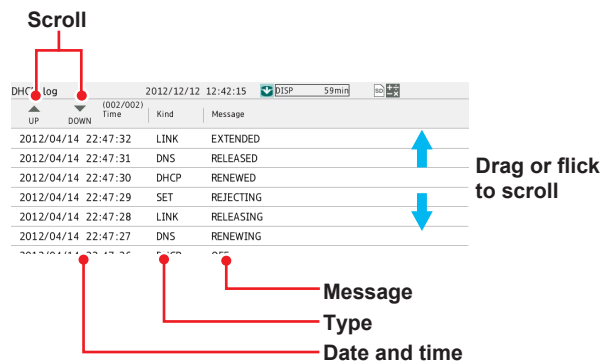 Scroll
DHCP log 2012/12/12 12:42:15 DISP 59min SD
UP DOWN (002/002) Time Kind Message
2012/04/14 22:47:32 LINK EXTENDED
2012/04/14 22:47:31 DNS RELEASED
2012/04/14 22:47:30 DHCP RENEWED
2012/04/14 22:47:29 SET REJECTING
2012/04/14 22:47:28 LINK RELEASING
2012/04/14 22:47:27 DNS RENEWING
Drag or flick
to scroll
Message
Type
Date and time